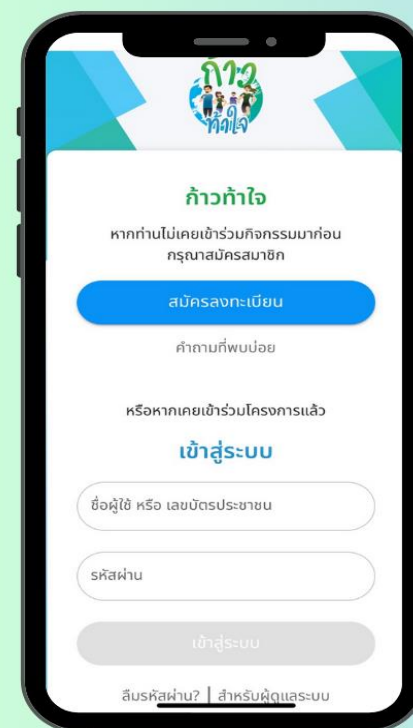 ก้าว
ท้าใจ
ก้าวท้าใจ
หากท่านไม่เคยเข้าร่วมกิจกรรมมาก่อน
กรุณาสมัครสมาชิก
สมัครลงทะเบียน
คำถามที่พบบ่อย
หรือหากเคยเข้าร่วมโครงการแล้ว
เข้าสู่ระบบ
ชื่อผู้ใช้ หรือ เลขบัตรประชาชน
รหัสผ่าน
เข้าสู่ระบบ
ลืมรหัสผ่าน? | สำหรับผู้ดูแลระบบ